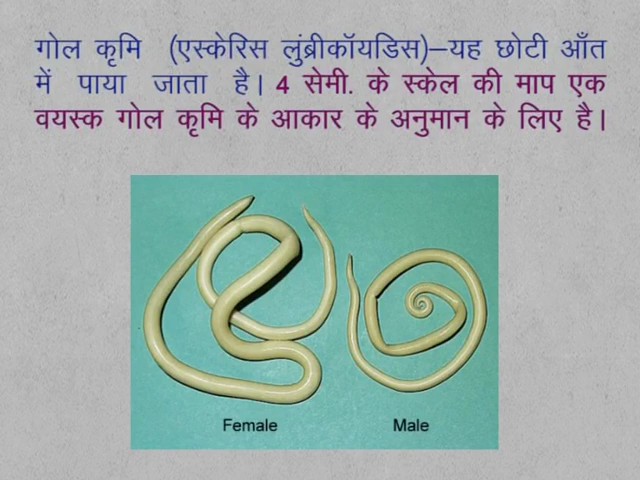 गोल कृमि (एस्केरिस लुंब्रीकॉयडिस)–यह छोटी आँत
में पाया जाता है। 4 सेमी. के स्केल की माप एक
वयस्क गोल कृमि के आकार के अनुमान के लिए है।
Female Male